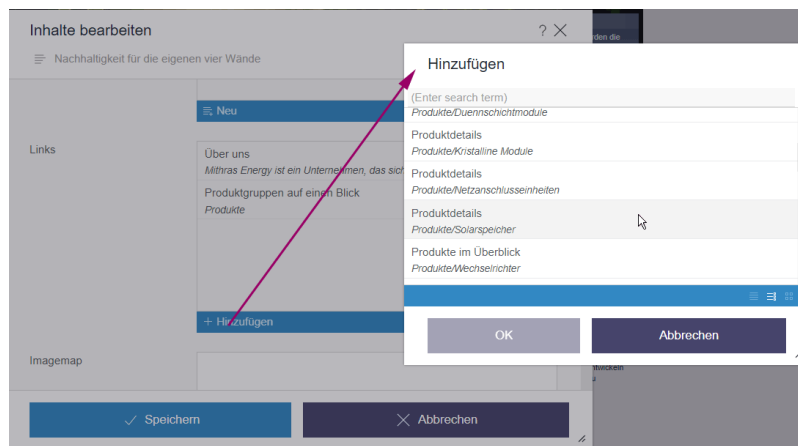 Inhalte bearbeiten
?
Nachhaltigkeit für die eigenen vier Wände
Neu
Links
Über uns
Mithras Energy ist ein Unternehmen, das sich
Produktgruppen auf einen Blick
Produkte
+ Hinzufügen
Imagemap
Speichern
Abbrechen
den die
Hinzufügen
(Enter search term)
Produkte/Duennschichtmodule
Produktdetails
Produkte/Kristalline Module
Produktdetails
Produkte/Netzanschlusseinheiten
Produktdetails
Produkte/Solarspeicher
Produkte im Überblick
Produkte/Wechselrichter
OK
Abbrechen